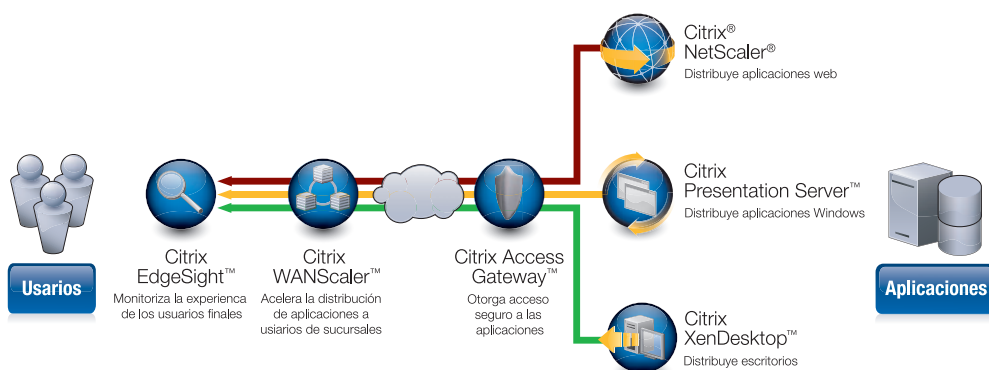 Citrix®
NetScaler®
Distribuye aplicaciones web
Citrix
Presentation Server™
Distribuye aplicaciones Windows
Usarios
Citrix
EdgeSight™
Monitoriza la experienca
de los usuarios finales
Citrix
WANScaler™
Acelera la distribución
de aplicaciones a
usiarios de sucursales
Citrix Access
Gateway™
Otorga acceso
seguro a las
aplicaciones
Aplicaciones
Citrix
XenDesktop™
Distribuye escritorios